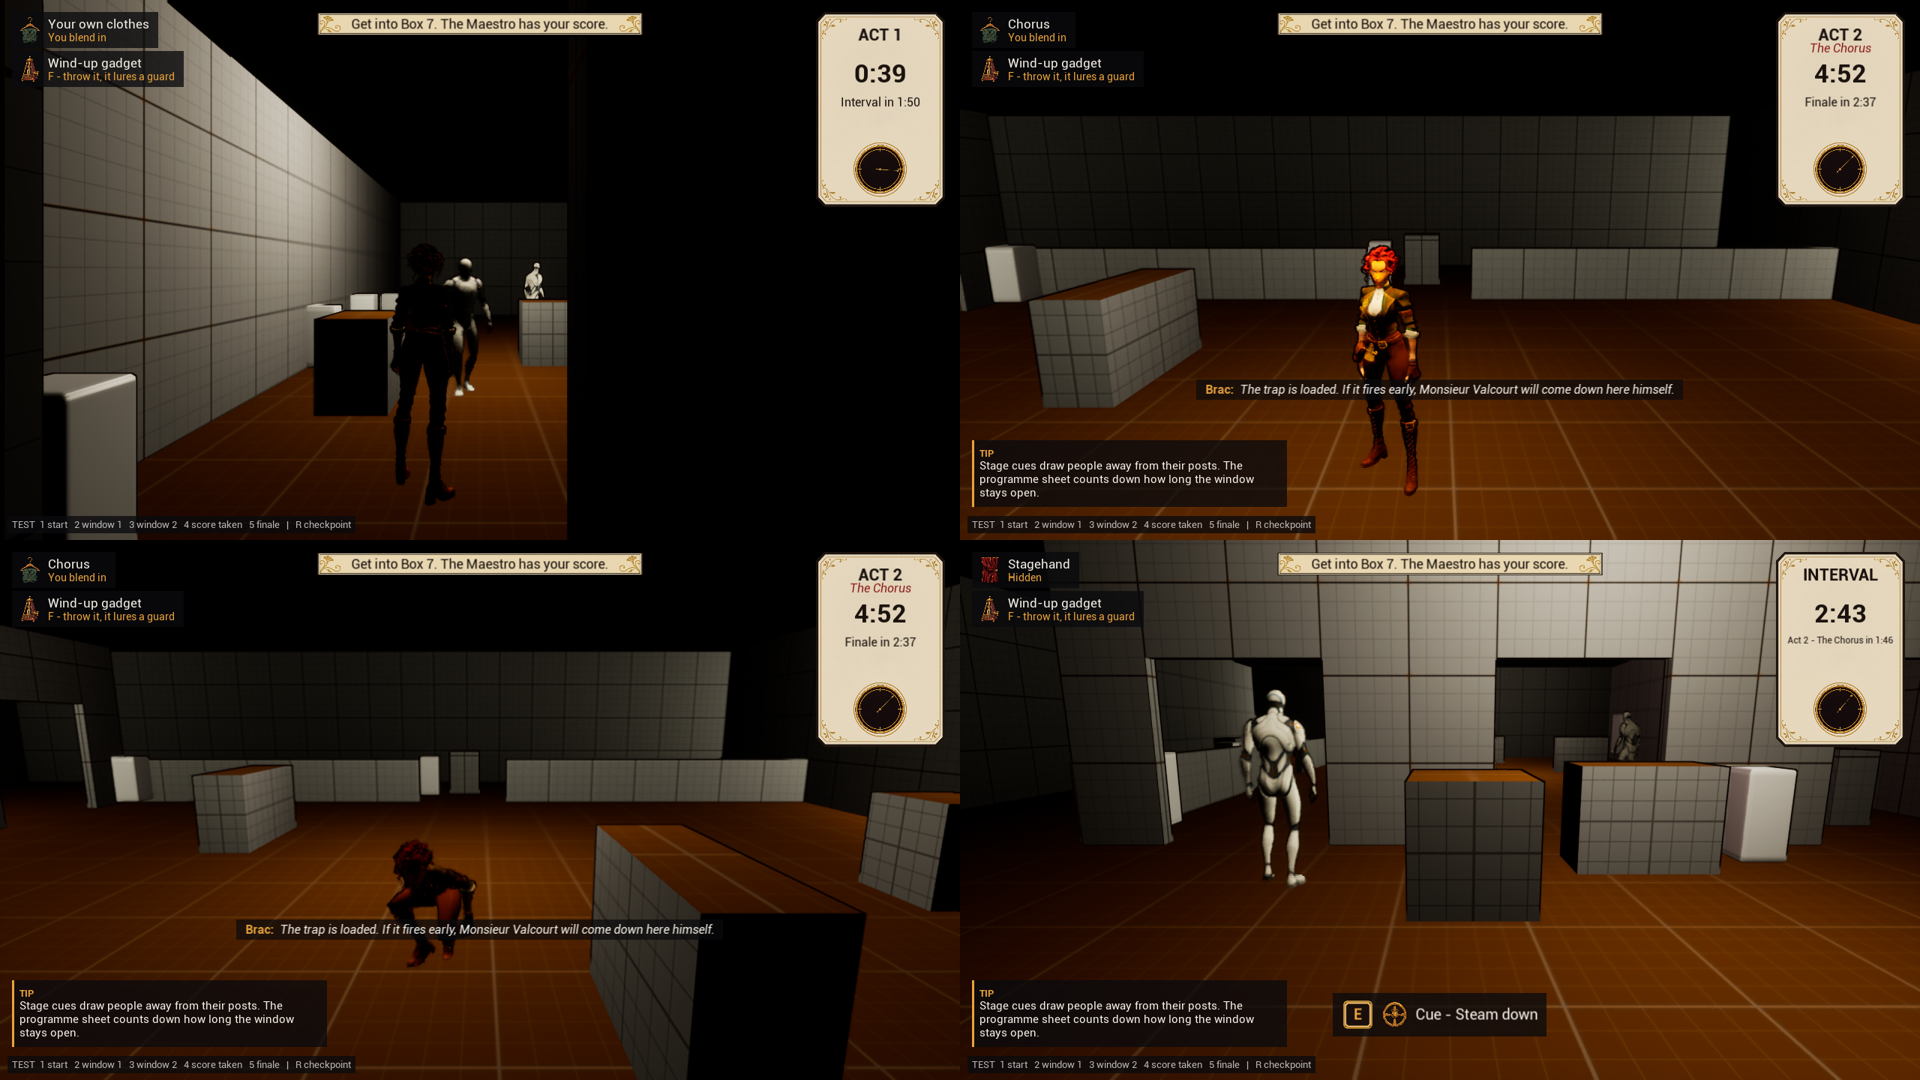 Your own clothes
You blend in
Wind-up gadget
F - throw it, it lures a guard
Get into Box 7. The Maestro has your score.
ACT 1
0:39
Interval in 1:50
TEST 1 start 2 window 1 3 window 2 4 score taken 5 finale | R checkpoint
Chorus
You blend in
Wind-up gadget
F - throw it, it lures a guard
Get into Box 7. The Maestro has your score.
ACT 2
The Chorus
4:52
Finale in 2:37
Brac: The trap is loaded. If it fires early, Monsieur Valcourt will come down here himself.
TIP
Stage cues draw people away from their posts. The
programme sheet counts down how long the window
stays open.
TEST 1 start 2 window 1 3 window 2 4 score taken 5 finale | R checkpoint
Chorus
You blend in
Wind-up gadget
F - throw it, it lures a guard
Get into Box 7. The Maestro has your score.
ACT 2
The Chorus
4:52
Finale in 2:37
Brac: The trap is loaded. If it fires early, Monsieur Valcourt will come down here himself.
TIP
Stage cues draw people away from their posts. The
programme sheet counts down how long the window
stays open.
TEST 1 start 2 window 1 3 window 2 4 score taken 5 finale | R checkpoint
Stagehand
Hidden
Wind-up gadget
F - throw it, it lures a guard
Get into Box 7. The Maestro has your score.
INTERVAL
2:43
Act 2 - The Chorus in 1:46
TIP
Stage cues draw people away from their posts. The
programme sheet counts down how long the window
stays open.
E Cue - Steam down
TEST 1 start 2 window 1 3 window 2 4 score taken 5 finale | R checkpoint